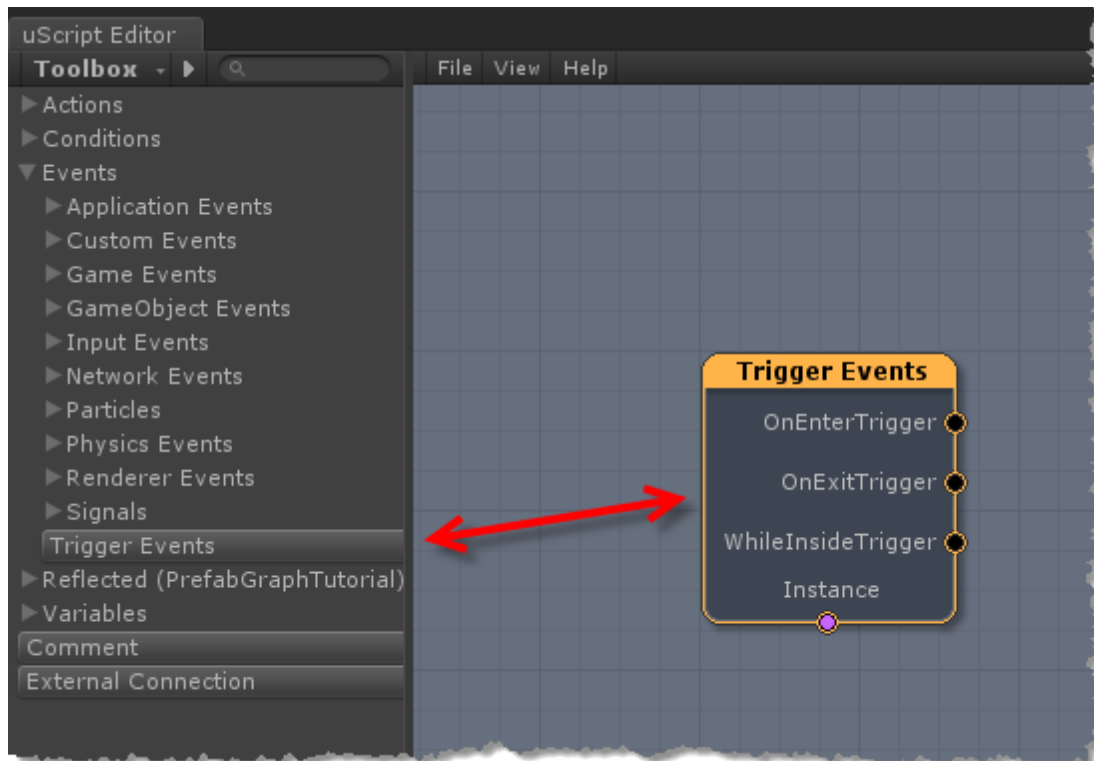 uScript Editor
Toolbox
File View Help
Actions
Conditions
Events
Application Events
Custom Events
Game Events
GameObject Events
Input Events
Network Events
Particles
Physics Events
Renderer Events
Signals
Trigger Events
Reflected (PrefabGraphTutorial)
Variables
Comment
External Connection
Trigger Events
OnEnterTrigger
OnExitTrigger
WhileInsideTrigger
Instance